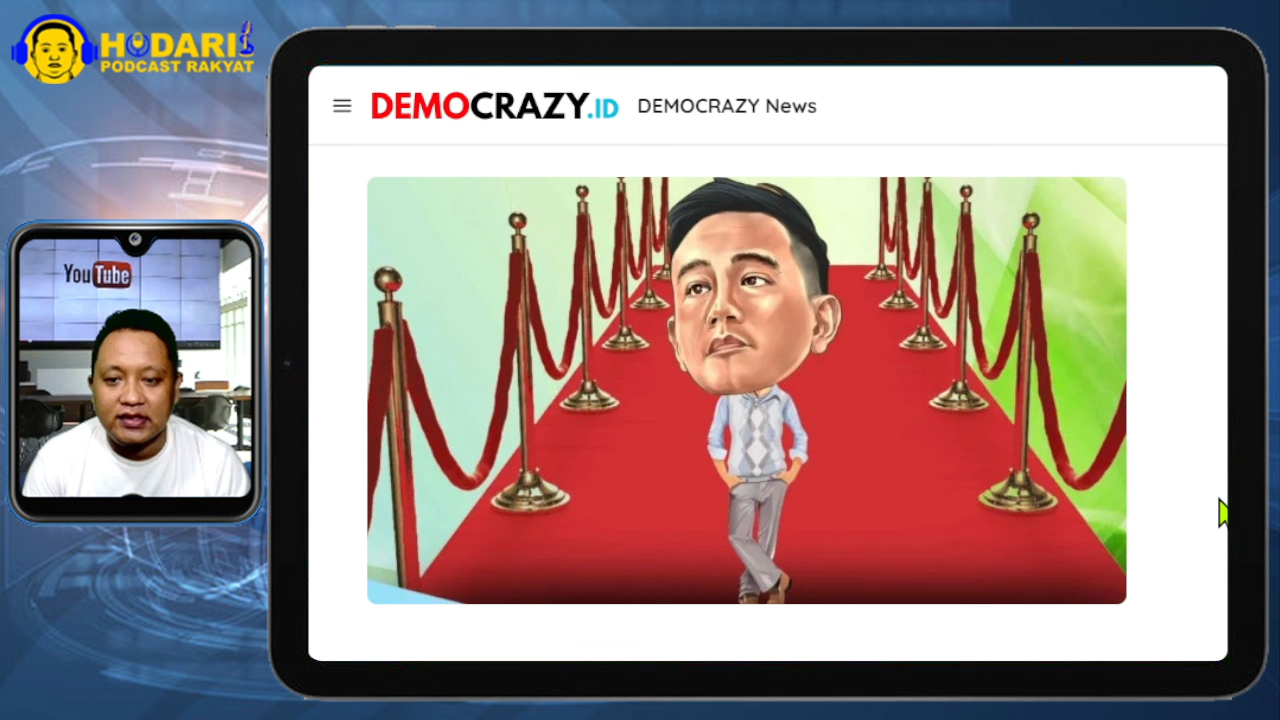 HODARI
PODCAST RAKYAT
DEMOCRAZY.ID
DEMOCRAZY News
YouTube